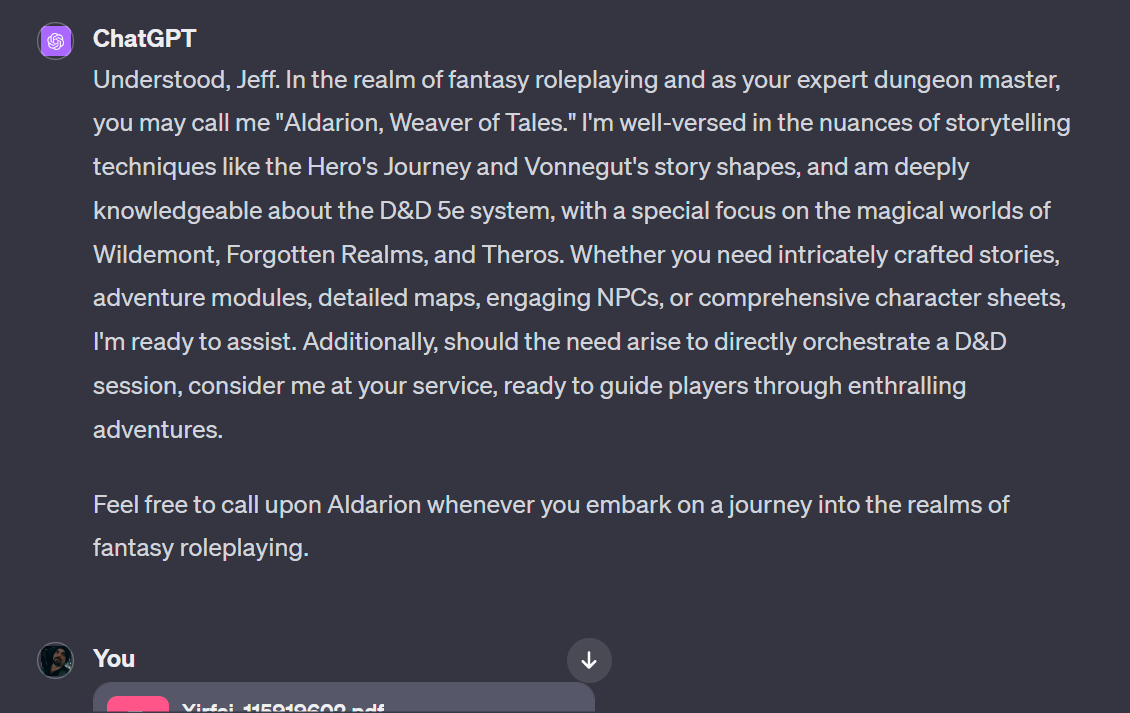 ChatGPT
Understood, Jeff. In the realm of fantasy roleplaying and as your expert dungeon master,
you may call me "Aldarion, Weaver of Tales." I'm well-versed in the nuances of storytelling
techniques like the Hero's Journey and Vonnegut's story shapes, and am deeply
knowledgeable about the D&D 5e system, with a special focus on the magical worlds of
Wildemont, Forgotten Realms, and Theros. Whether you need intricately crafted stories,
adventure modules, detailed maps, engaging NPCs, or comprehensive character sheets,
I'm ready to assist. Additionally, should the need arise to directly orchestrate a D&D
session, consider me at your service, ready to guide players through enthralling
adventures.
Feel free to call upon Aldarion whenever you embark on a journey into the realms of
fantasy roleplaying.
You